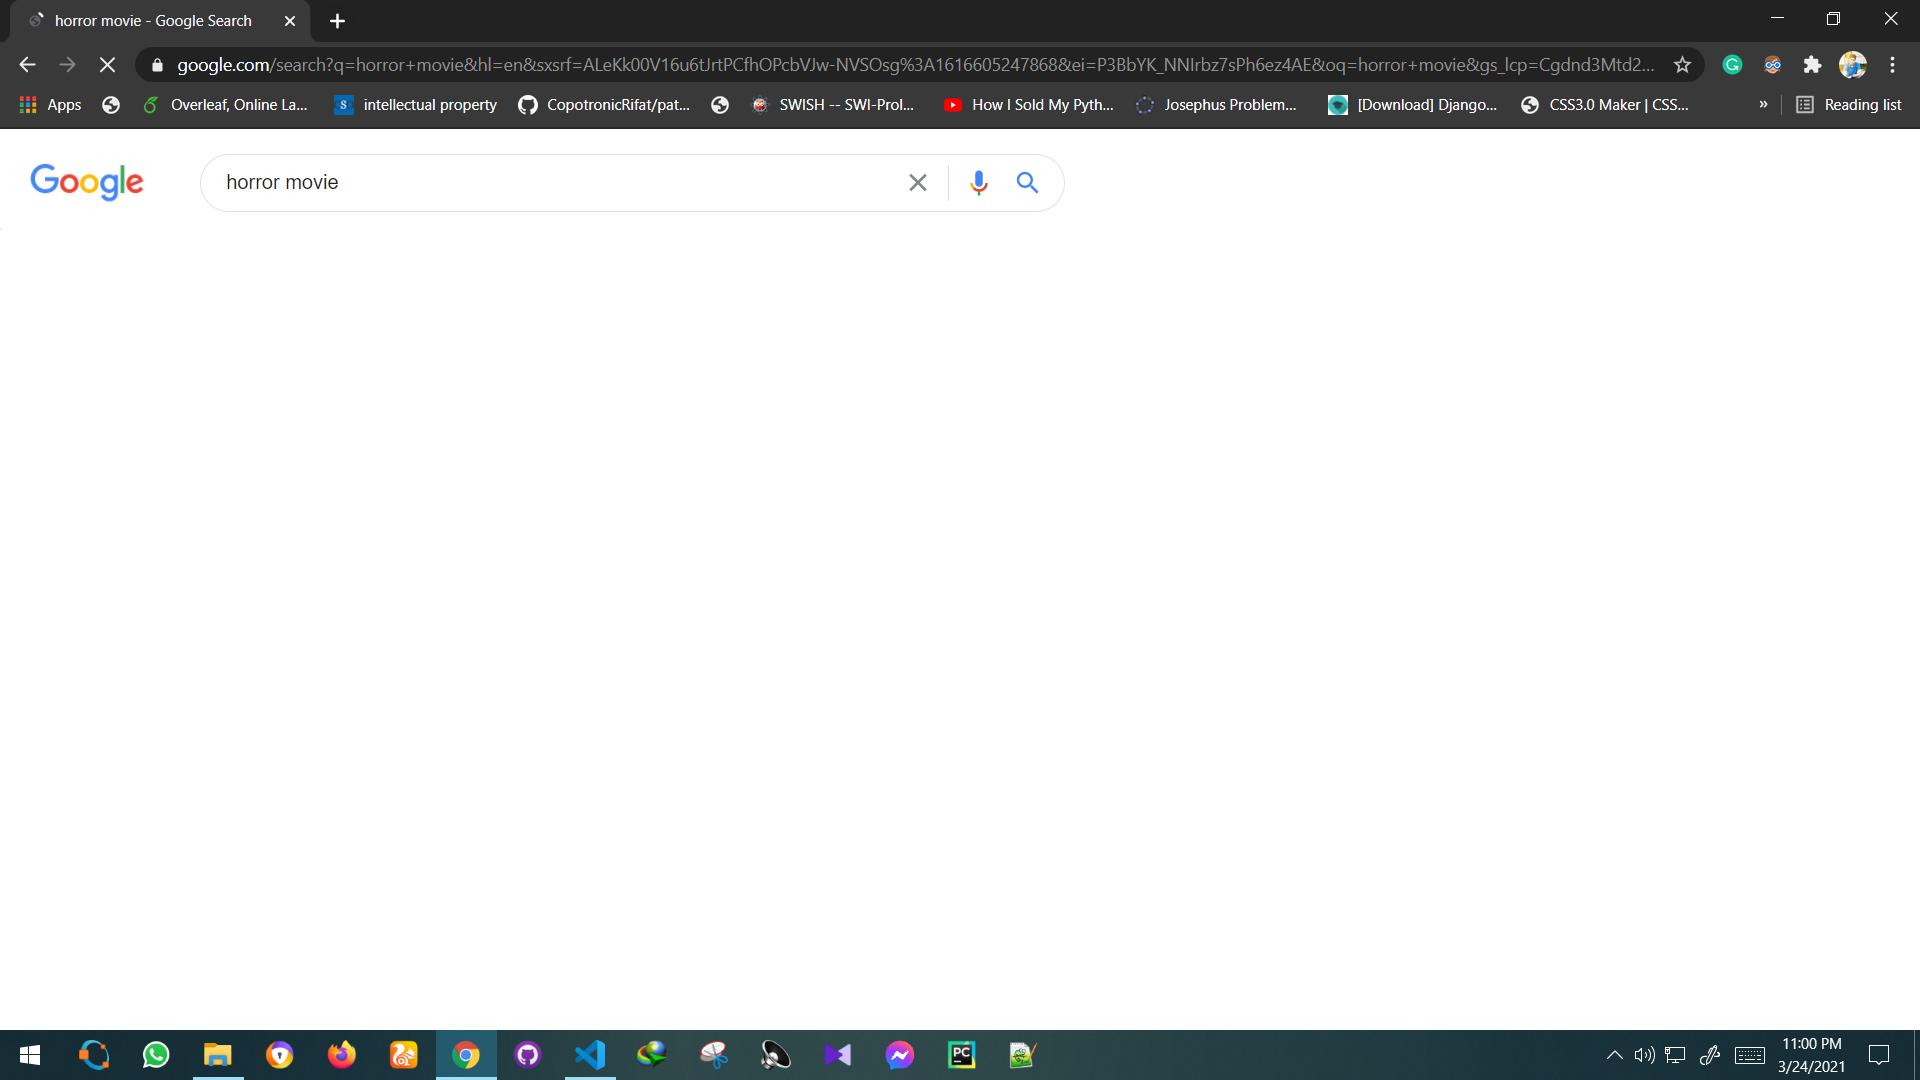 horror movie - Google Search
google.com/search?q=horror+movie&hl=en&sxsrf=ALeKk00V16u6tJrtPCfhOPcbVJw-NVSOsg%3A1616605247868&ei=P3BbYK_NNIrbz7sPh6ez4AE&oq=horror+movie&gs_lcp=Cgdnd3Mtd2...
Apps Overleaf, Online La... S intellectual property CopotronicRifat/pat... SWISH -- SWI-Prol... How I Sold My Pyth... Josephus Problem... [Download] Django... CSS3.0 Maker | CSS... » Reading list
Google horror movie
PC 11:00 PM
3/24/2021